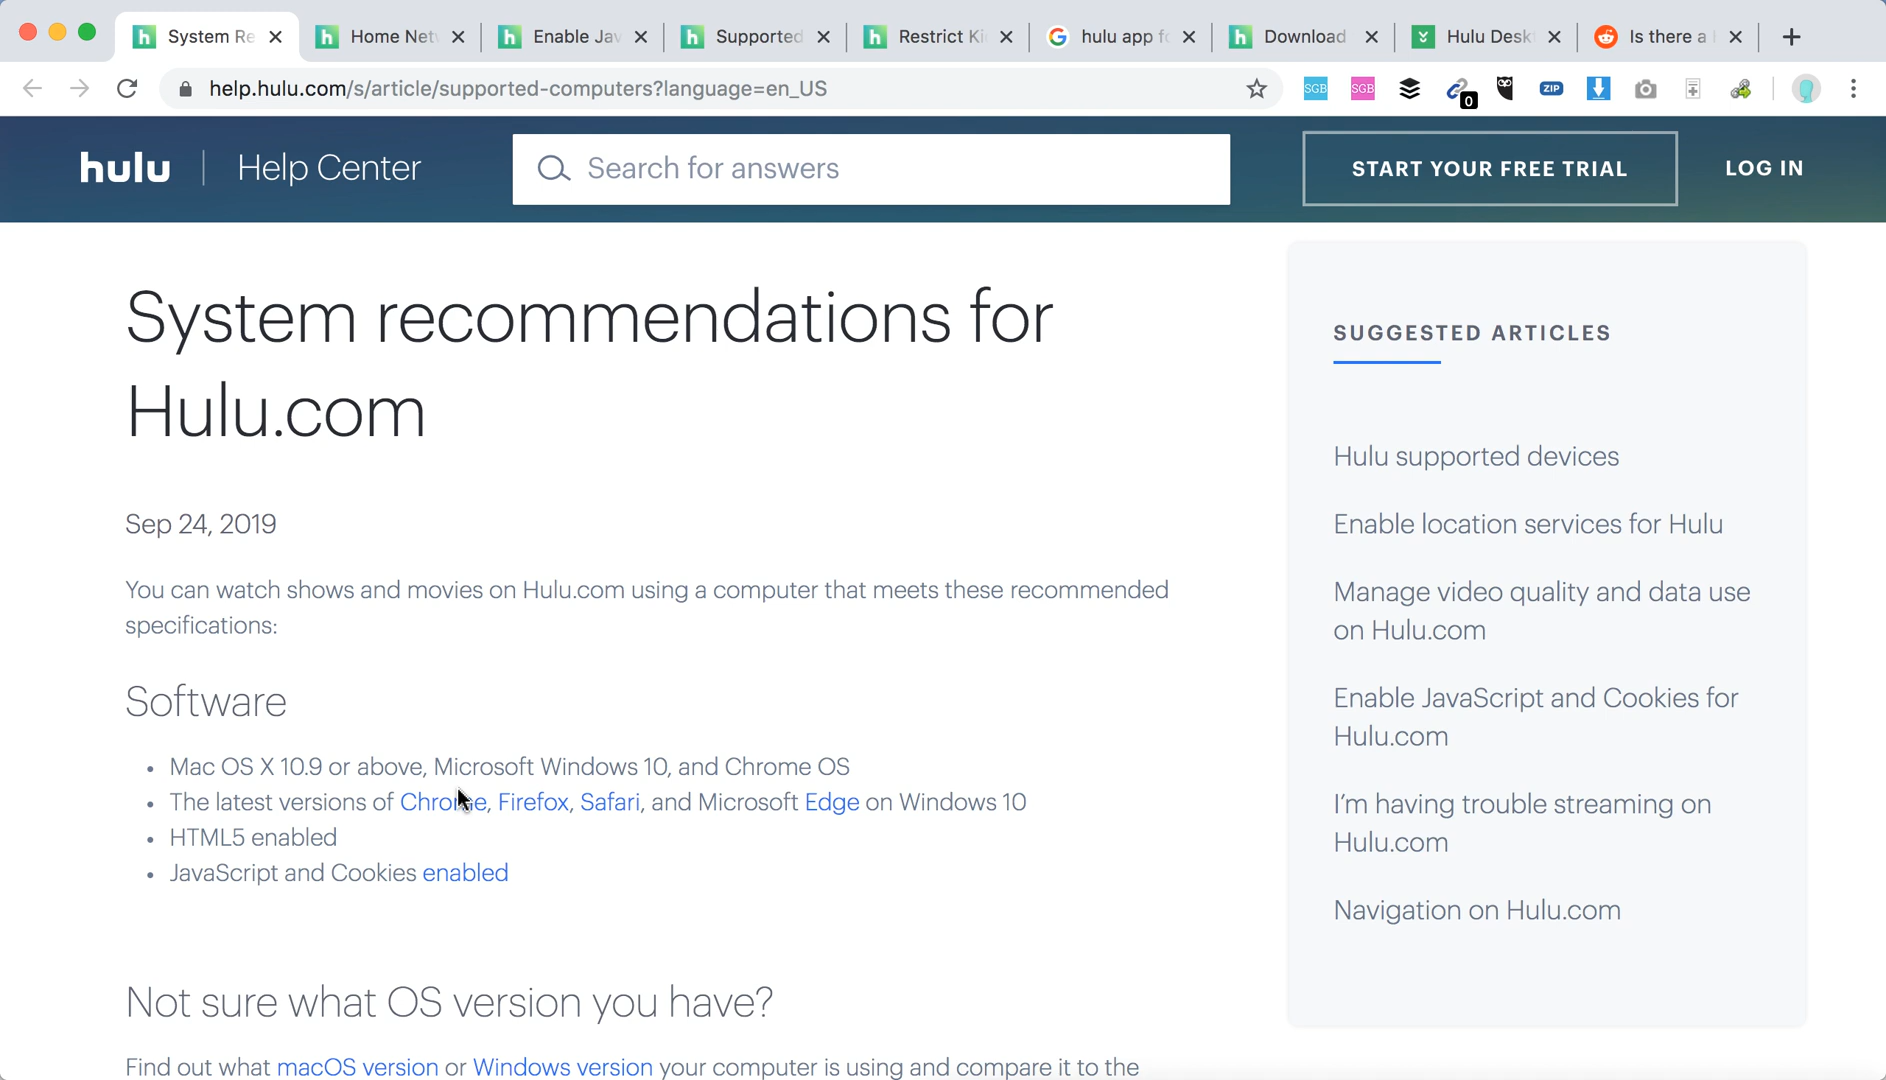 System Re
Home Net
Enable Jav
Supported
Restrict Ki
hulu app fo
Download
Hulu Desk
Is there a
help.hulu.com/s/article/supported-computers?language=en_US
SGB
SGB
0
ZIP
hulu
Help Center
Search for answers
START YOUR FREE TRIAL
LOG IN
System recommendations for
Hulu.com
Sep 24, 2019
You can watch shows and movies on Hulu.com using a computer that meets these recommended
specifications:
Software
• Mac OS X 10.9 or above, Microsoft Windows 10, and Chrome OS
• The latest versions of Chrome, Firefox, Safari, and Microsoft Edge on Windows 10
• HTML5 enabled
• JavaScript and Cookies enabled
Not sure what OS version you have?
Find out what macOS version or Windows version your computer is using and compare it to the
SUGGESTED ARTICLES
Hulu supported devices
Enable location services for Hulu
Manage video quality and data use
on Hulu.com
Enable JavaScript and Cookies for
Hulu.com
I'm having trouble streaming on
Hulu.com
Navigation on Hulu.com